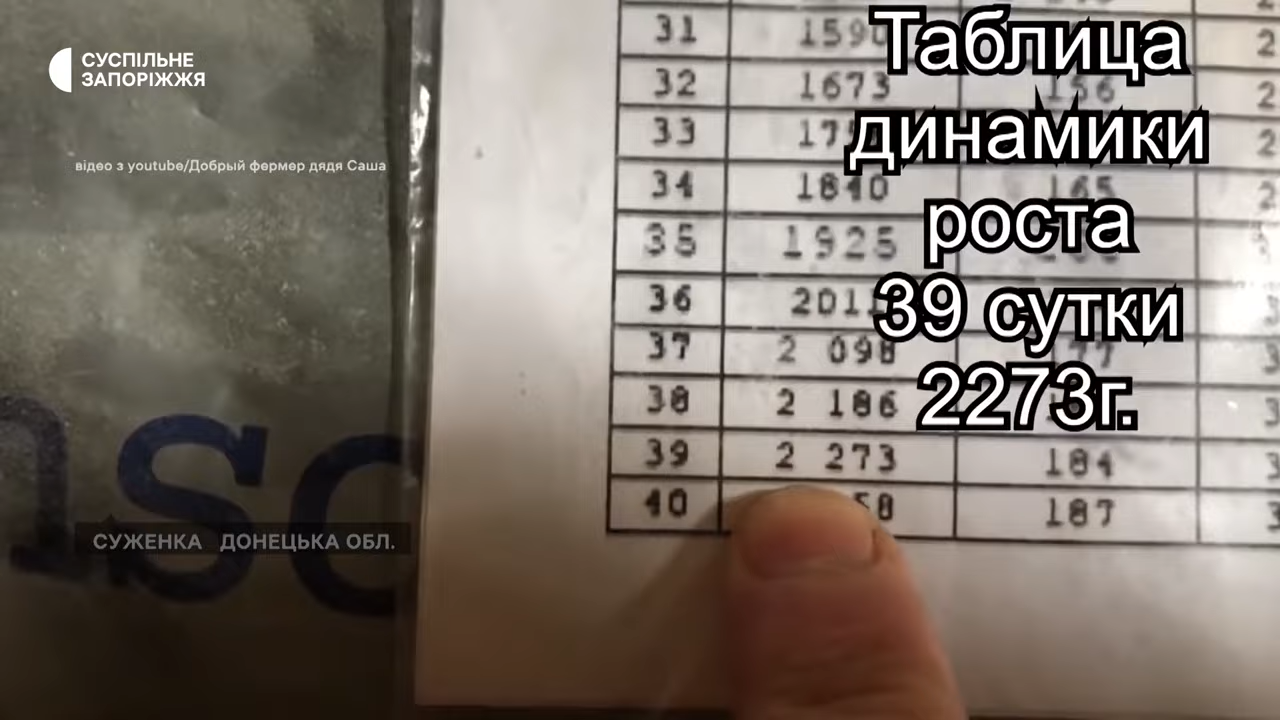 СУСПІЛЬНЕ
ЗАПОРІЖЖЯ
відео з youtube/Добрый фермер дядя Саша
Таблица
динамики
роста
39 сутки
2273г.
31
32 1673 156
33
34 1840 165
35 1925
36
37 2 098 177
38 2 186
39 2 273 184
40 187
СУЖЕНКА ДОНЕЦЬКА ОБЛ.